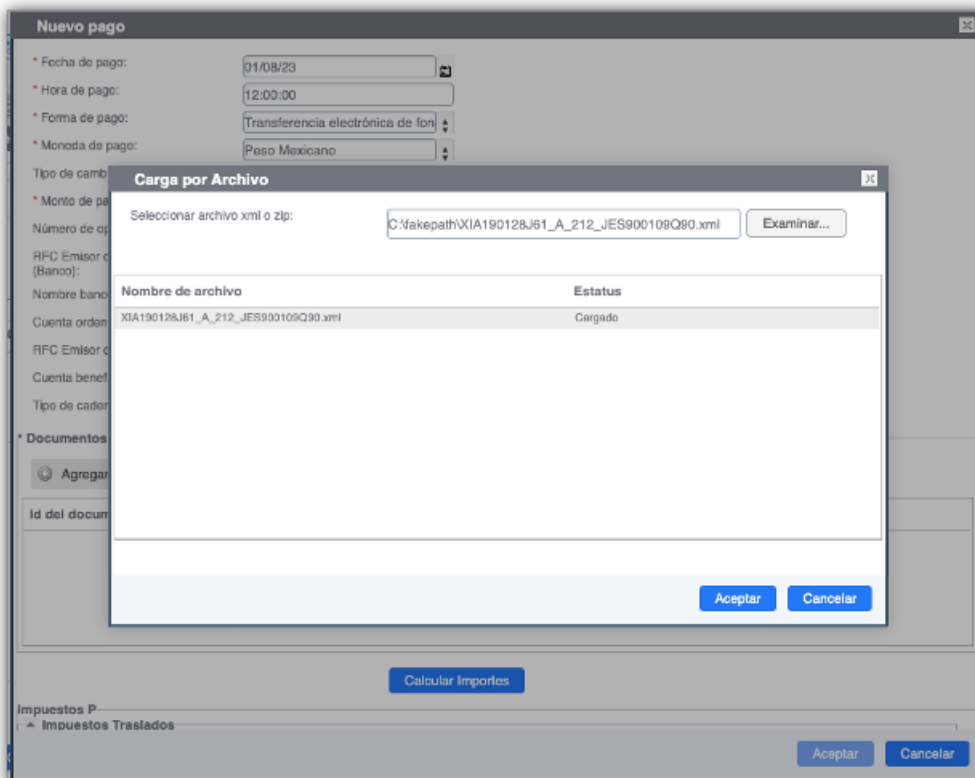 Nuevo pago
* Fecha de pago:
01/08/23
* Hora de pago:
12:00:00
* Forma de pago:
Transferencia electrónica de fon
* Moneda de pago:
Peso Mexicano
Tipo de camb
* Monto de pa
Número de op
RFC Emisor c
(Banco):
Nombre banc
Cuenta orden
RFC Emisor c
Cuenta benef
Tipo de cader
* Documentos
Agregar
Id del docum
Carga por Archivo
Seleccionar archivo xml o zip:
C:\fakepath\XIA190128J61_A_212_JES900109Q90.xml
Examinar...
Nombre de archivo Estatus
XIA190128J61_A_212_JES900109Q90.xml Cargado
Aceptar Cancelar
Calcular Importes
Impuestos P
Impuestos Traslados
Aceptar Cancelar